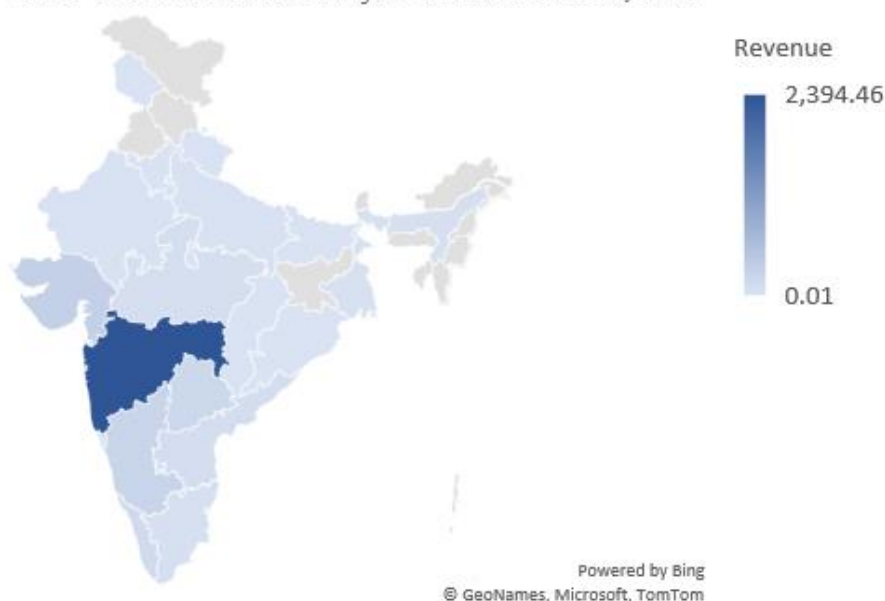 Revenue
2,394.46
0.01
Powered by Bing
© GeoNames, Microsoft, TomTom